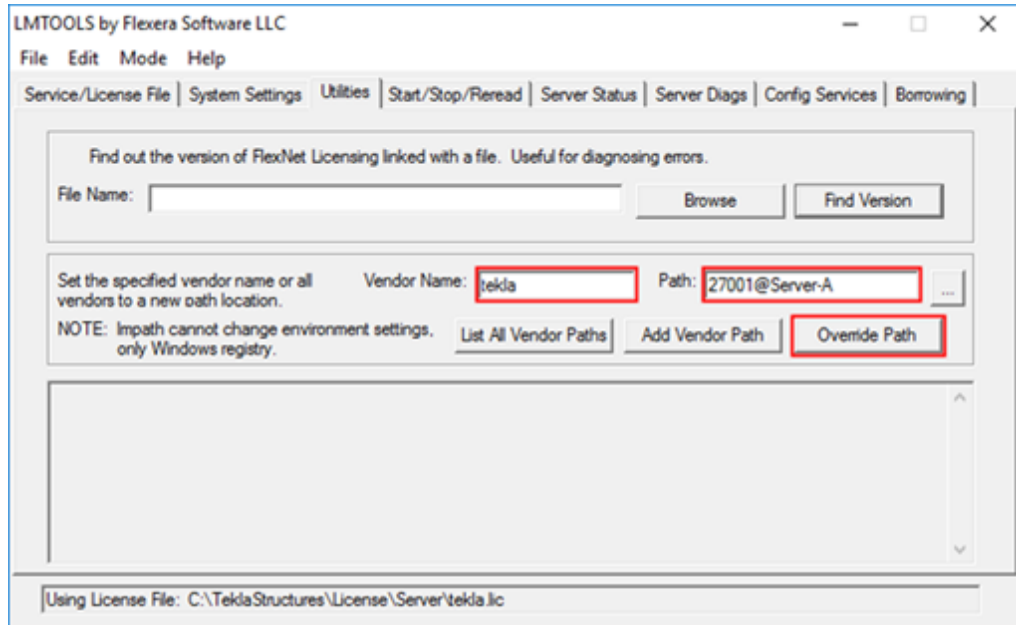 LMTOOLS by Flexera Software LLC
File Edit Mode Help
Service/License File System Settings Utilities Start/Stop/Reread Server Status Server Diags Config Services Borrowing
Find out the version of FlexNet Licensing linked with a file. Useful for diagnosing errors.
File Name: Browse Find Version
Set the specified vendor name or all
vendors to a new path location.
Vendor Name: tekla Path: 27001@Server-A ...
NOTE: lmpath cannot change environment settings,
only Windows registry.
List All Vendor Paths Add Vendor Path Override Path
Using License File: C:\TeklaStructures\License\Server\tekla.lic